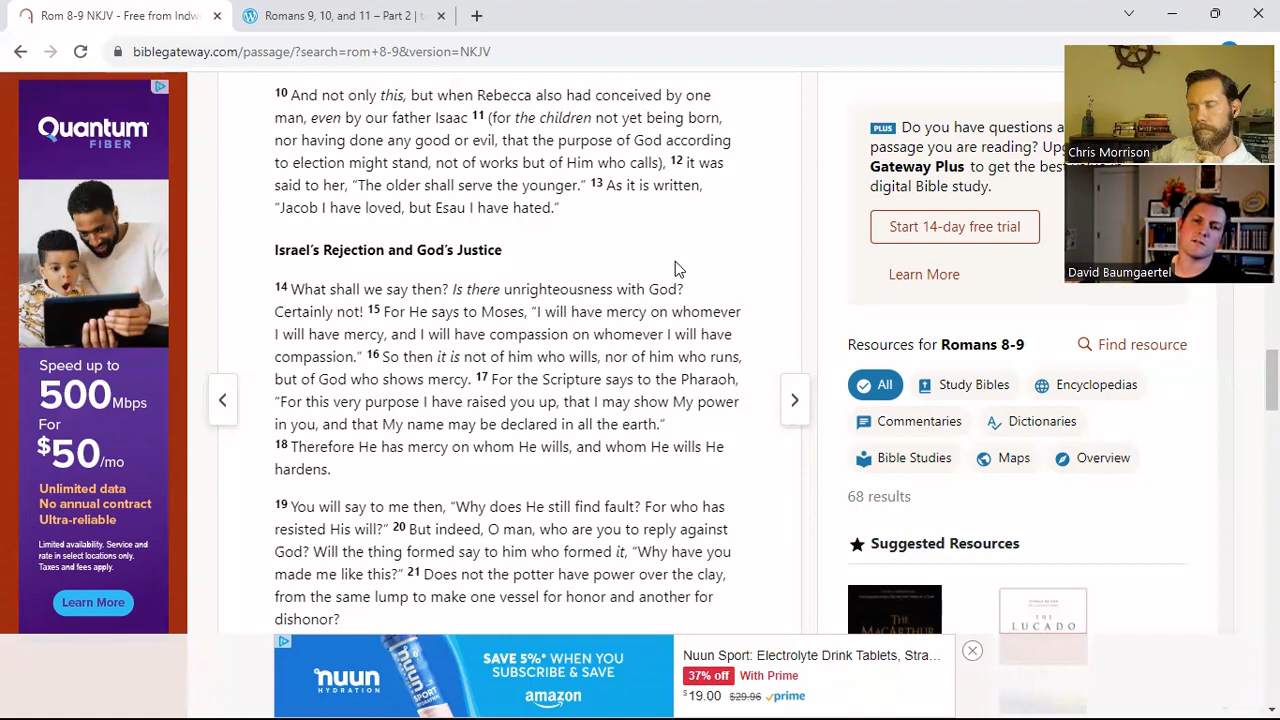 Rom 8-9 NKJV - Free from Indw
Romans 9, 10, and 11 – Part 2 | t
biblegateway.com/passage/?search=rom+8-9&version=NKJV
10 And not only this, but when Rebecca also had conceived by one
man, even by our father Isaac 11 (for the children not yet being born,
nor having done any good or evil, that the purpose of God according
to election might stand, not of works but of Him who calls), 12 it was
said to her, “The older shall serve the younger.” 13 As it is written,
“Jacob I have loved, but Esau I have hated.”
Israel’s Rejection and God’s Justice
14 What shall we say then? Is there unrighteousness with God?
Certainly not! 15 For He says to Moses, “I will have mercy on whomever
I will have mercy, and I will have compassion on whomever I will have
compassion.” 16 So then it is not of him who wills, nor of him who runs,
but of God who shows mercy. 17 For the Scripture says to the Pharaoh,
“For this very purpose I have raised you up, that I may show My power
in you, and that My name may be declared in all the earth.”
18 Therefore He has mercy on whom He wills, and whom He wills He
hardens.
19 You will say to me then, “Why does He still find fault? For who has
resisted His will?” 20 But indeed, O man, who are you to reply against
God? Will the thing formed say to him who formed it, “Why have you
made me like this?” 21 Does not the potter have power over the clay,
from the same lump to make one vessel for honor and another for
dishonor?
Quantum
FIBER
Speed up to
500 Mbps
For
$50/mo
Unlimited data
No annual contract
Ultra-reliable
Limited availability. Service and
rate in select locations only.
Taxes and fees apply.
Learn More
PLUS Do you have questions a
passage you are reading? Up
Gateway Plus to get the bes
digital Bible study.
Start 14-day free trial
Learn More
Chris Morrison
David Baumgaertel
Resources for Romans 8-9
Find resource
All
Study Bibles
Encyclopedias
Commentaries
Dictionaries
Bible Studies
Maps
Overview
68 results
Suggested Resources
THE
MACARTHUR
THE
LUCADO
nuun
HYDRATION
SAVE 5%* WHEN YOU
SUBSCRIBE & SAVE
amazon
Nuun Sport: Electrolyte Drink Tablets, Stra...
37% off With Prime
$19.00 $29.96 prime